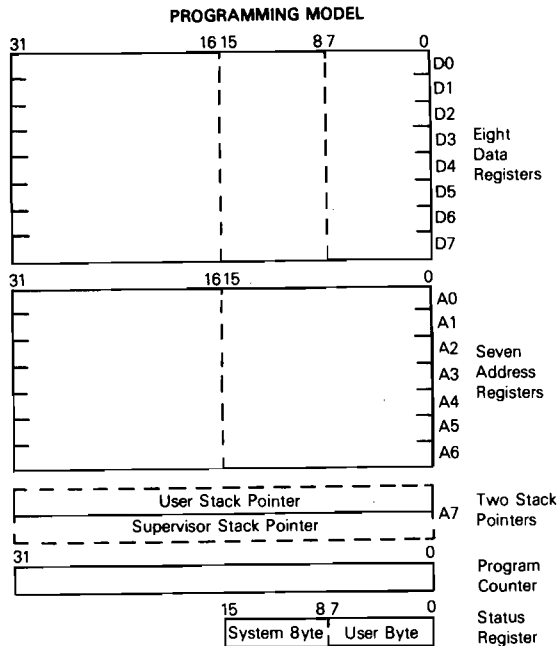 PROGRAMMING MODEL
31 16 15 8 7 0
D0
D1
D2
D3
D4
D5
D6
D7
Eight
Data
Registers
31 16 15 0
A0
A1
A2
A3
A4
A5
A6
Seven
Address
Registers
User Stack Pointer
Supervisor Stack Pointer
A7
Two Stack
Pointers
31 0
Program
Counter
15 8 7 0
System Byte User Byte
Status
Register